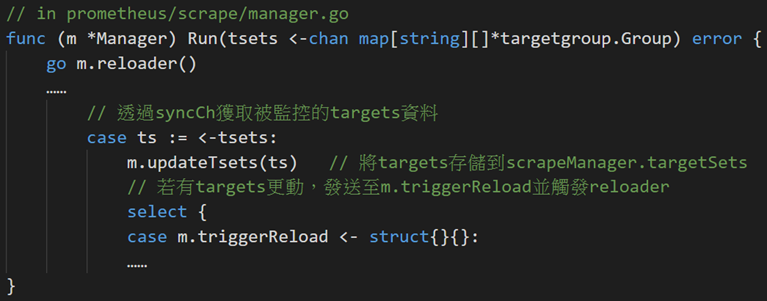 // in prometheus/scrape/manager.go
func (m *Manager) Run(tsets <-chan map[string][]*targetgroup.Group) error {
    go m.reloader()
    ……
        // 透過syncCh獲取被監控的targets資料
        case ts := <-tsets:
            m.updateTsets(ts)   // 將targets存儲到scrapeManager.targetSets
            // 若有targets更動，發送至m.triggerReload並觸發reloader
            select {
            case m.triggerReload <- struct{}{}:
            ……
}